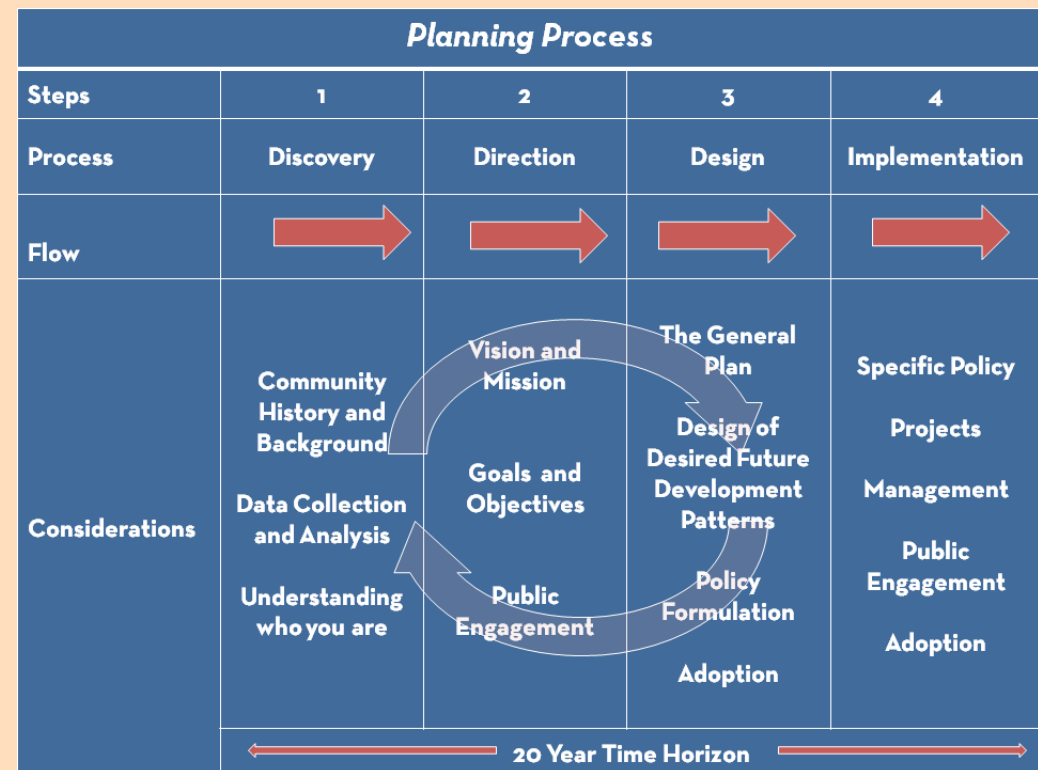 Planning Process
Steps 1 2 3 4
Process Discovery Direction Design Implementation
Flow
Considerations
Community
History and
Background
Data Collection
and Analysis
Understanding
who you are
Vision and
Mission
Goals and
Objectives
Public
Engagement
The General
Plan
Design of
Desired Future
Development
Patterns
Policy
Formulation
Adoption
Specific Policy
Projects
Management
Public
Engagement
Adoption
20 Year Time Horizon